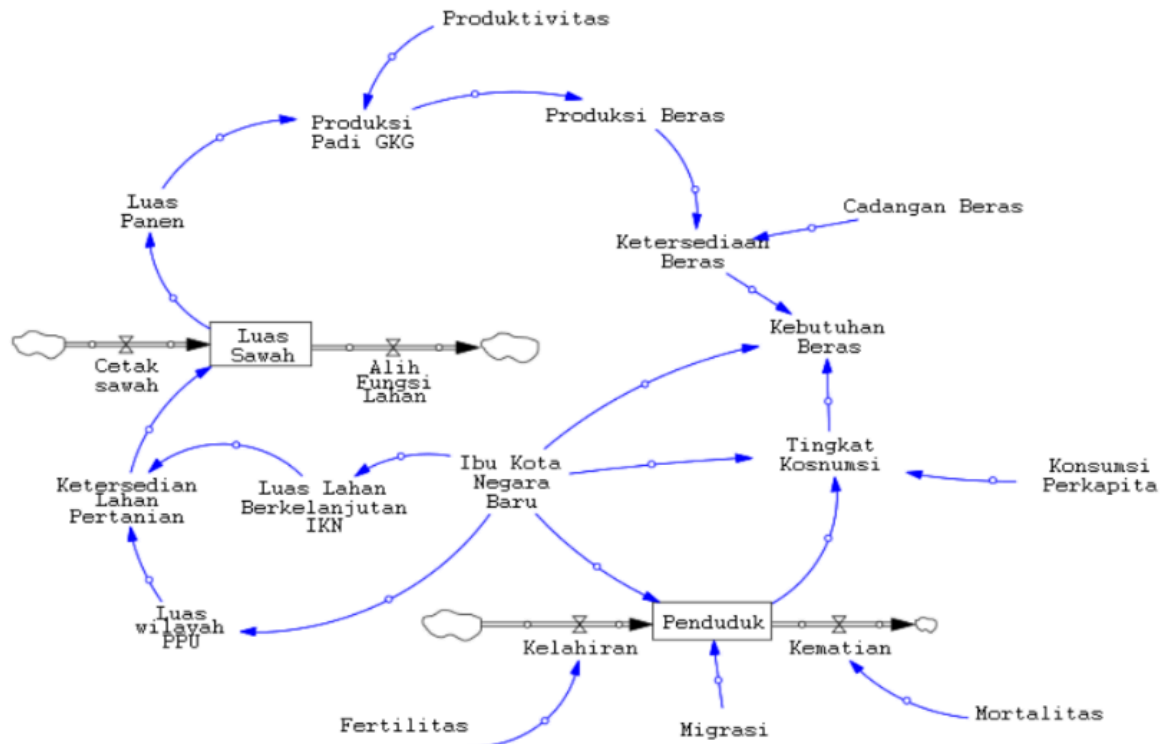 Produktivitas
Produksi
Padi GKG
Produksi Beras
Luas
Panen
Cadangan Beras
Ketersediaan
Beras
Luas
Sawah
Kebutuhan
Beras
Cetak
sawah
Alih
Fungsi
Lahan
Tingkat
Kosnumsi
Ibu Kota
Negara
Baru
Konsumsi
Perkapita
Ketersedian
Lahan
Pertanian
Luas Lahan
Berkelanjutan
IKN
Luas
wilayah
PPU
Penduduk
Kelahiran
Kematian
Fertilitas
Migrasi
Mortalitas